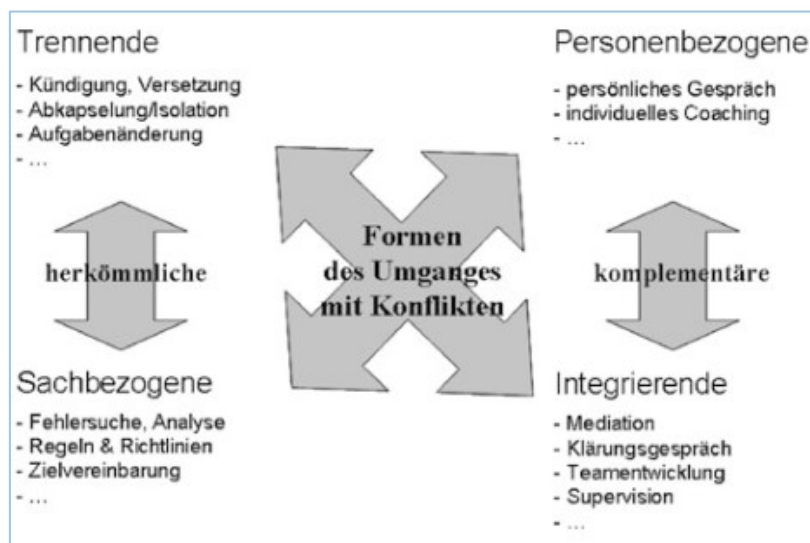 Trennende
- Kündigung, Versetzung
- Abkapselung/Isolation
- Aufgabenänderung
- ...
Personenbezogene
- persönliches Gespräch
- individuelles Coaching
- ...
herkömmliche
Formen
des Umganges
mit Konflikten
komplementäre
Sachbezogene
- Fehlersuche, Analyse
- Regeln & Richtlinien
- Zielvereinbarung
- ...
Integrierende
- Mediation
- Klärungsgespräch
- Teamentwicklung
- Supervision
- ...